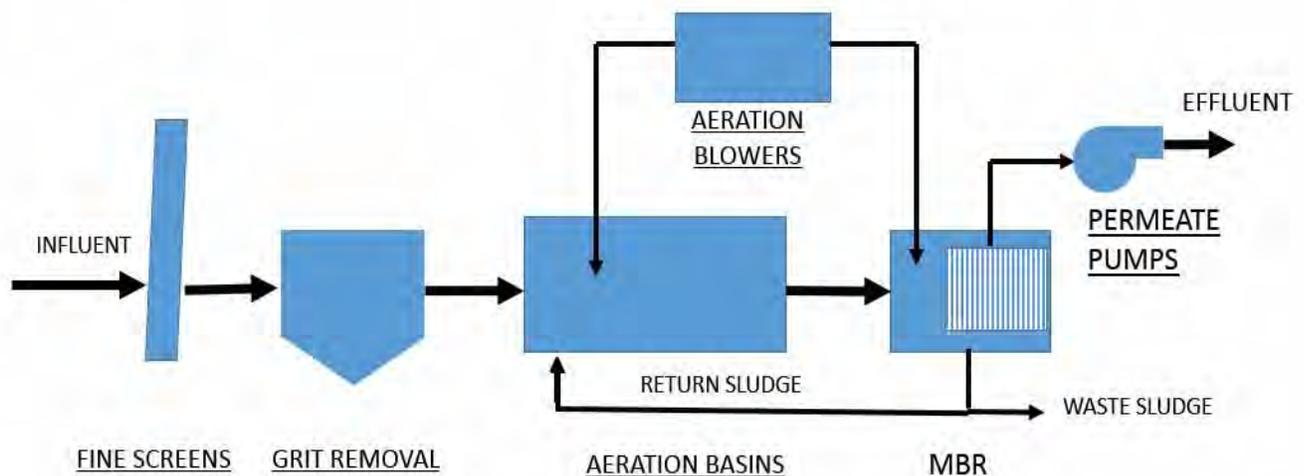 EFFLUENT
AERATION
BLOWERS
INFLUENT
PERMEATE
PUMPS
RETURN SLUDGE
WASTE SLUDGE
FINE SCREENS
GRIT REMOVAL
AERATION BASINS
MBR